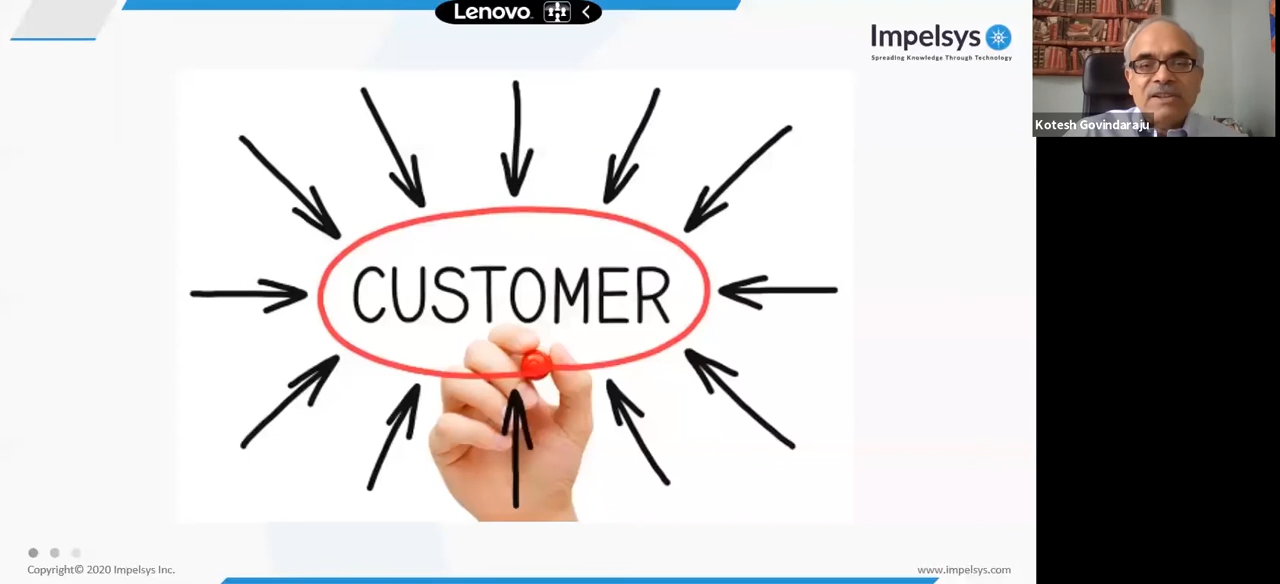 Lenovo
Impelsys
Spreading Knowledge Through Technology
Kotesh Govindaraju
CUSTOMER
Copyright© 2020 Impelsys Inc.
www.impelsys.com